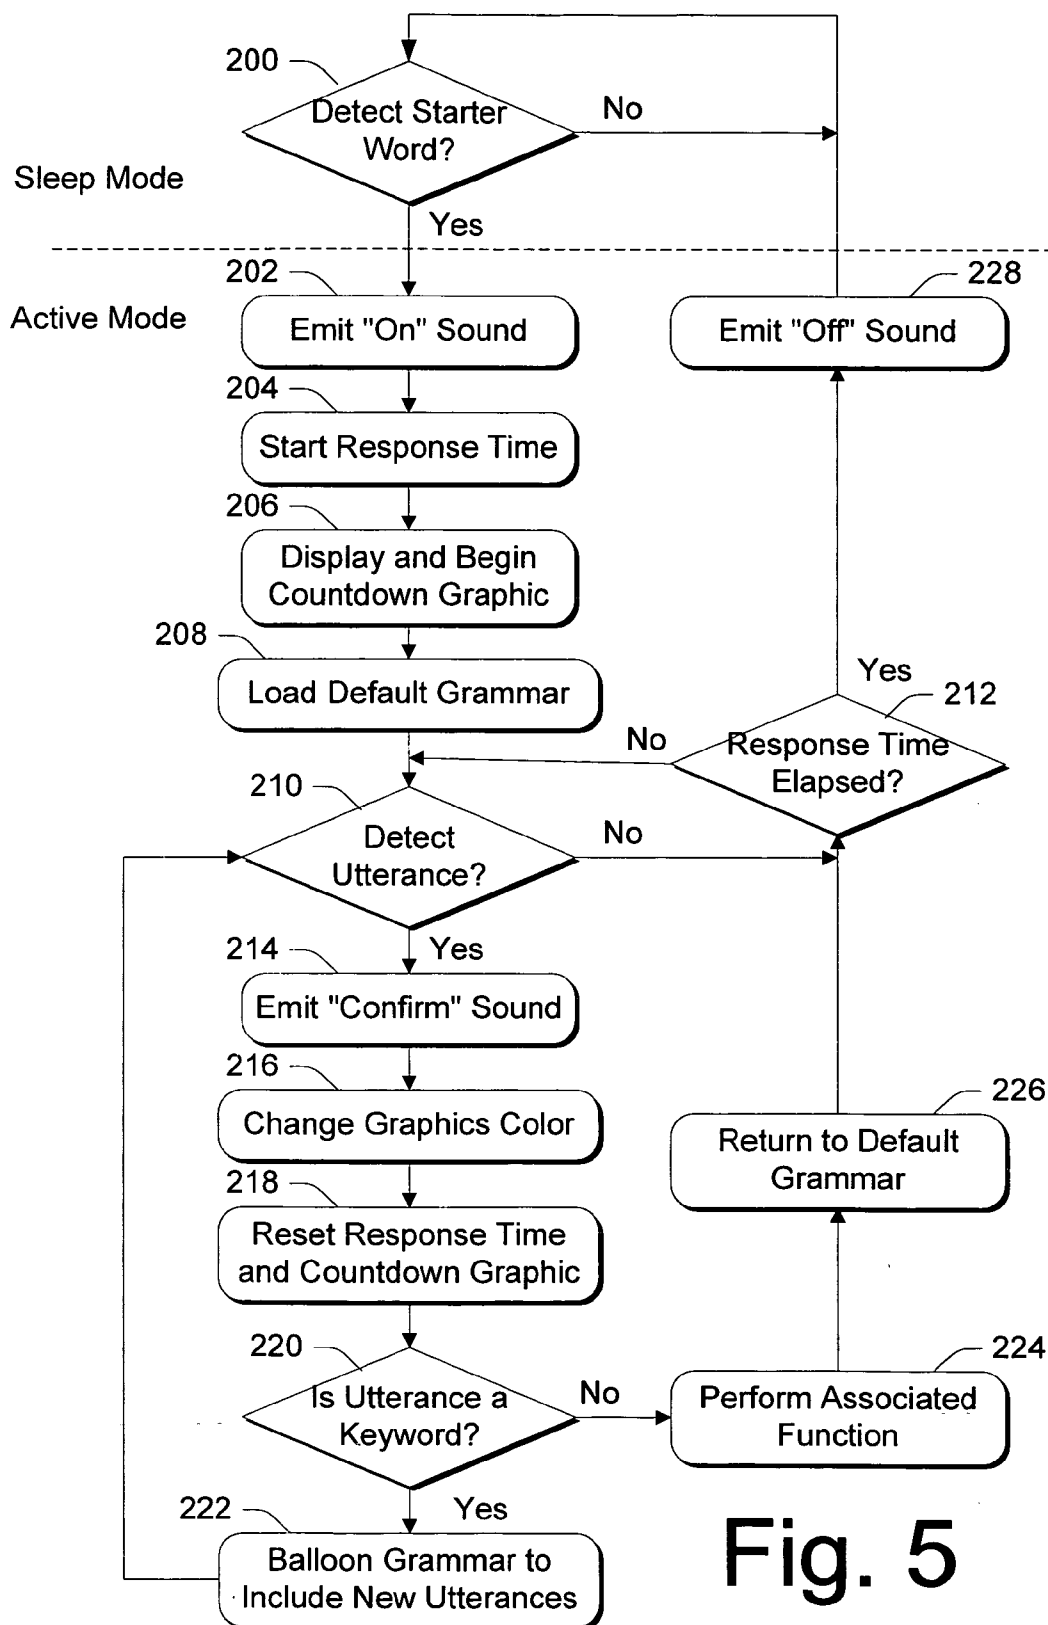 200
Detect Starter
Word?
No
Sleep Mode
Yes
202
228
Active Mode
Emit "On" Sound
Emit "Off" Sound
204
Start Response Time
206
Display and Begin
Countdown Graphic
208
Load Default Grammar
Yes
212
No
Response Time
Elapsed?
210
Detect
Utterance?
No
Yes
214
Emit "Confirm" Sound
216
Change Graphics Color
226
Return to Default
Grammar
218
Reset Response Time
and Countdown Graphic
220
Is Utterance a
Keyword?
No
224
Perform Associated
Function
Yes
222
Balloon Grammar to
Include New Utterances
Fig. 5